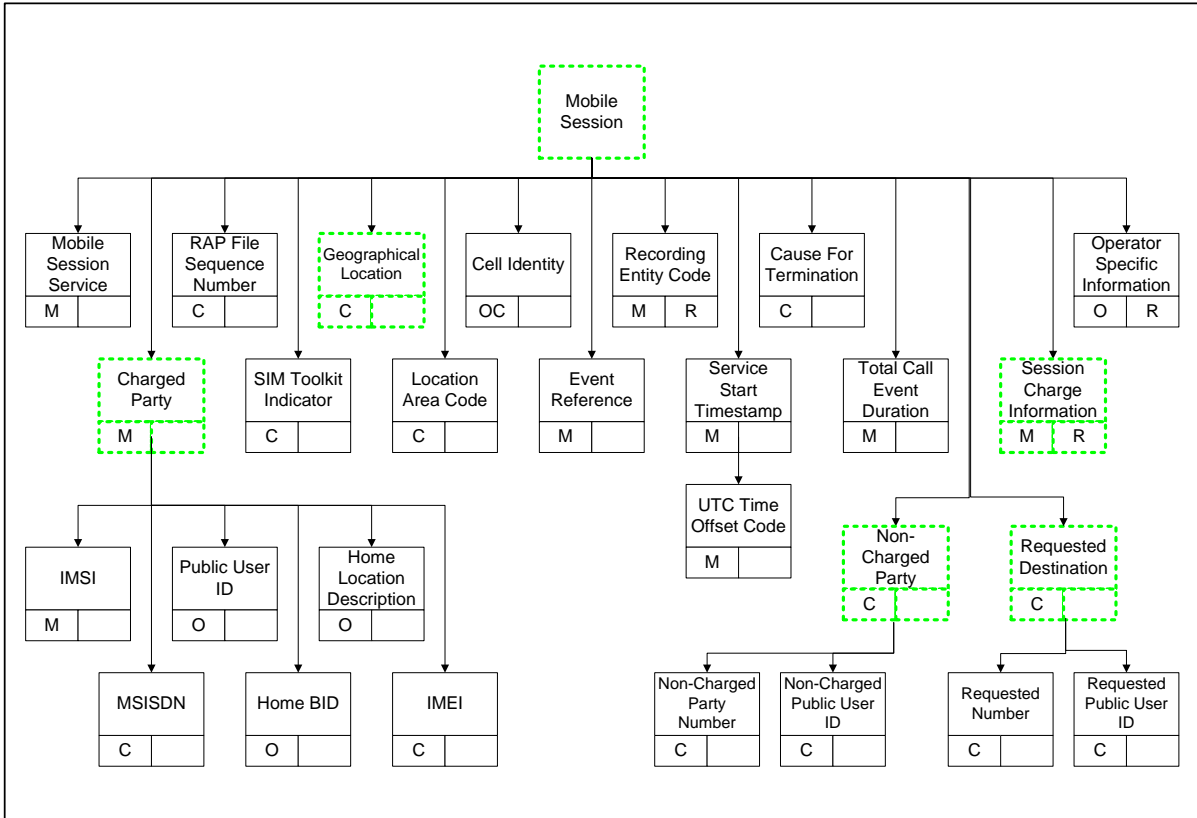 Mobile
Session
Mobile
Session
Service
M
RAP File
Sequence
Number
C
Geographical
Location
C
Cell Identity
OC
Recording
Entity Code
M R
Cause For
Termination
C
Operator
Specific
Information
O R
Charged
Party
M
SIM Toolkit
Indicator
C
Location
Area Code
C
Event
Reference
M
Service
Start
Timestamp
M
Total Call
Event
Duration
M
Session
Charge
Information
M R
UTC Time
Offset Code
M
Non-
Charged
Party
C
Requested
Destination
C
IMSI
M
Public User
ID
O
Home
Location
Description
O
MSISDN
C
Home BID
O
IMEI
C
Non-Charged
Party
Number
C
Non-Charged
Public User
ID
C
Requested
Number
C
Requested
Public User
ID
C